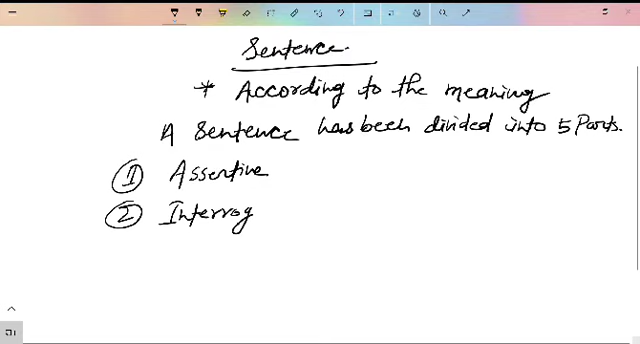 Sentence.
* According to the meaning
A Sentence has been divided into 5 Parts.
① Assertive
② Interrog